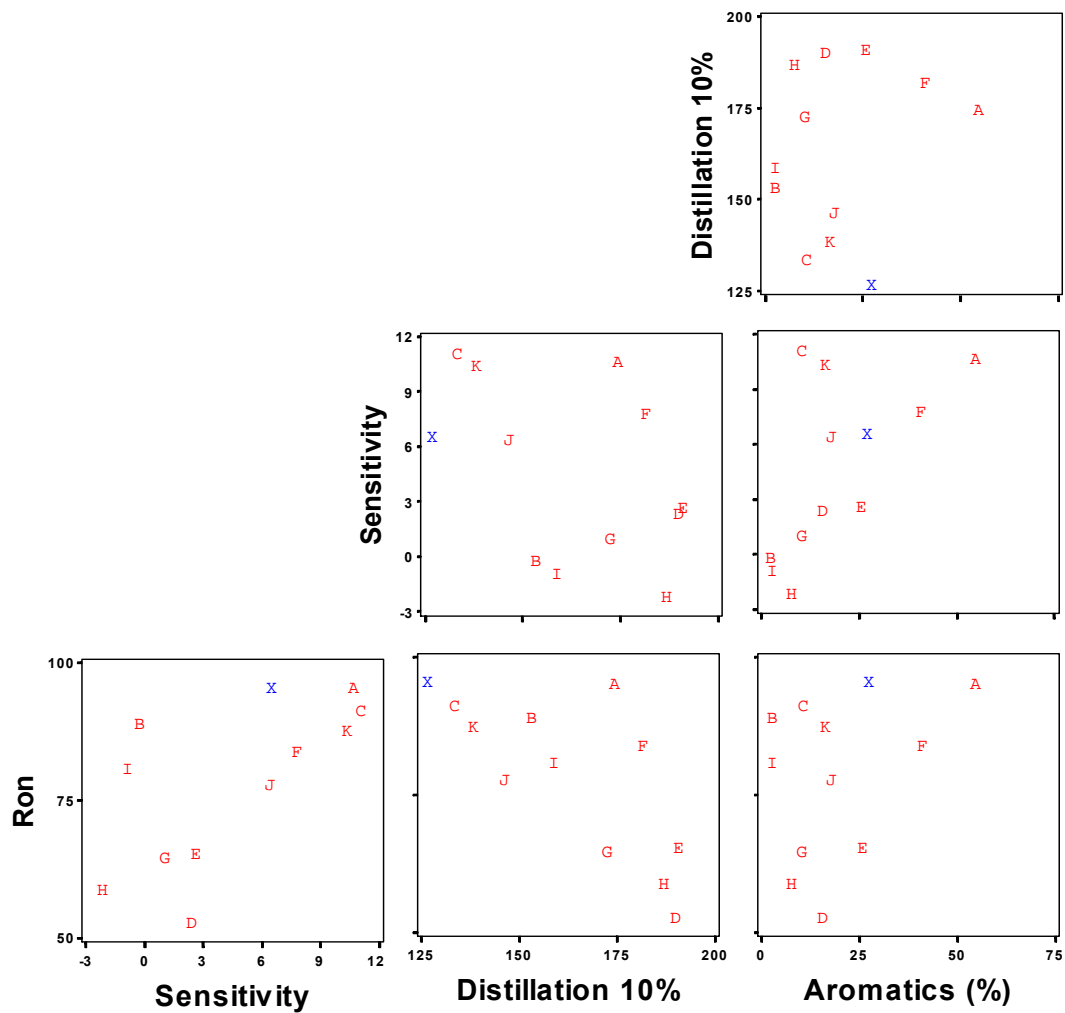 200
175
150
125
Distillation 10%
H D E F A G I B J K C X
12
9
6
3
0
-3
Sensitivity
C K A F X J E D G B I H
C K A F J X D E G B I H
100
75
50
Ron
X A C B K F J I G E H D
X C K B A F I J G E H D
X A C B K F I J G E H D
-3 0 3 6 9 12
125 150 175 200
0 25 50 75
Sensitivity
Distillation 10%
Aromatics (%)